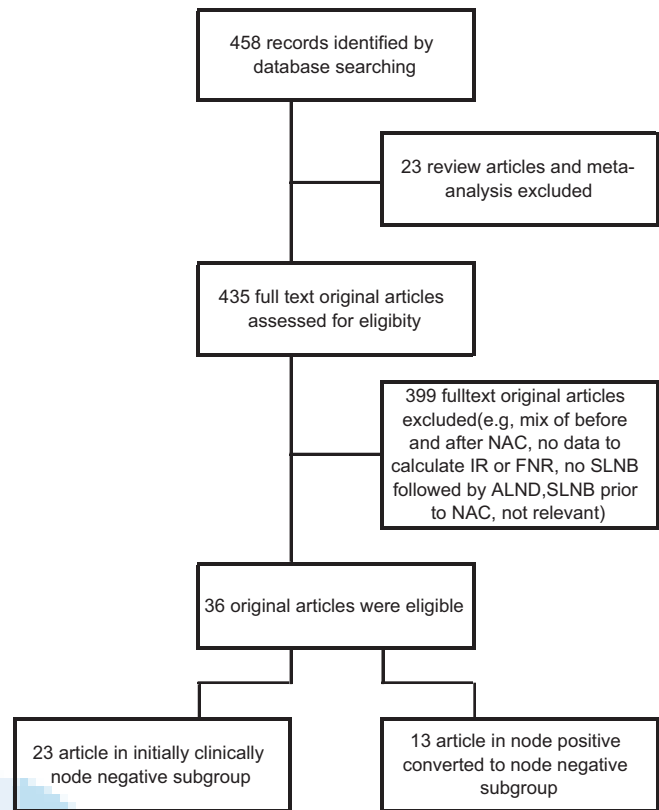 458 records identified by
database searching
23 review articles and meta-
analysis excluded
435 full text original articles
assessed for eligibity
399 fulltext original articles
excluded(e.g, mix of before
and after NAC, no data to
calculate IR or FNR, no SLNB
followed by ALND,SLNB prior
to NAC, not relevant)
36 original articles were eligible
23 article in initially clinically
node negative subgroup
13 article in node positive
converted to node negative
subgroup